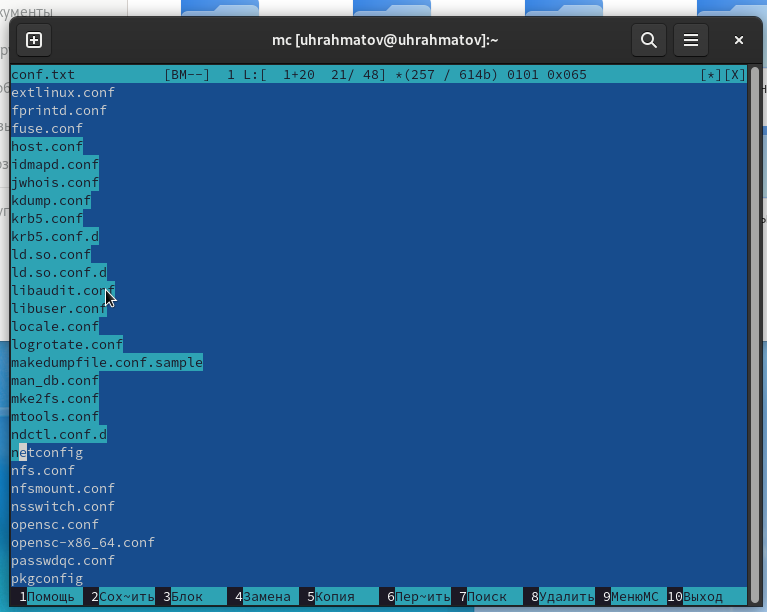 кументы
mc [uhrahmatov@uhrahmatov]:~
conf.txt [BM--] 1 L:[ 1+20 21/ 48] *(257 / 614b) 0101 0x065 [*][X]
extlinux.conf
fprintd.conf
fuse.conf
host.conf
idmapd.conf
jwhois.conf
kdump.conf
krb5.conf
krb5.conf.d
ld.so.conf
ld.so.conf.d
libaudit.conf
libuser.conf
locale.conf
logrotate.conf
makedumpfile.conf.sample
man_db.conf
mke2fs.conf
mtools.conf
ndctl.conf.d
netconfig
nfs.conf
nfsmount.conf
nsswitch.conf
opensc.conf
opensc-x86_64.conf
passwdqc.conf
pkgconfig
1Помощь 2Сох~ить 3Блок 4Замена 5Копия 6Пер~ить 7Поиск 8Удалить 9МенюMC 10Выход